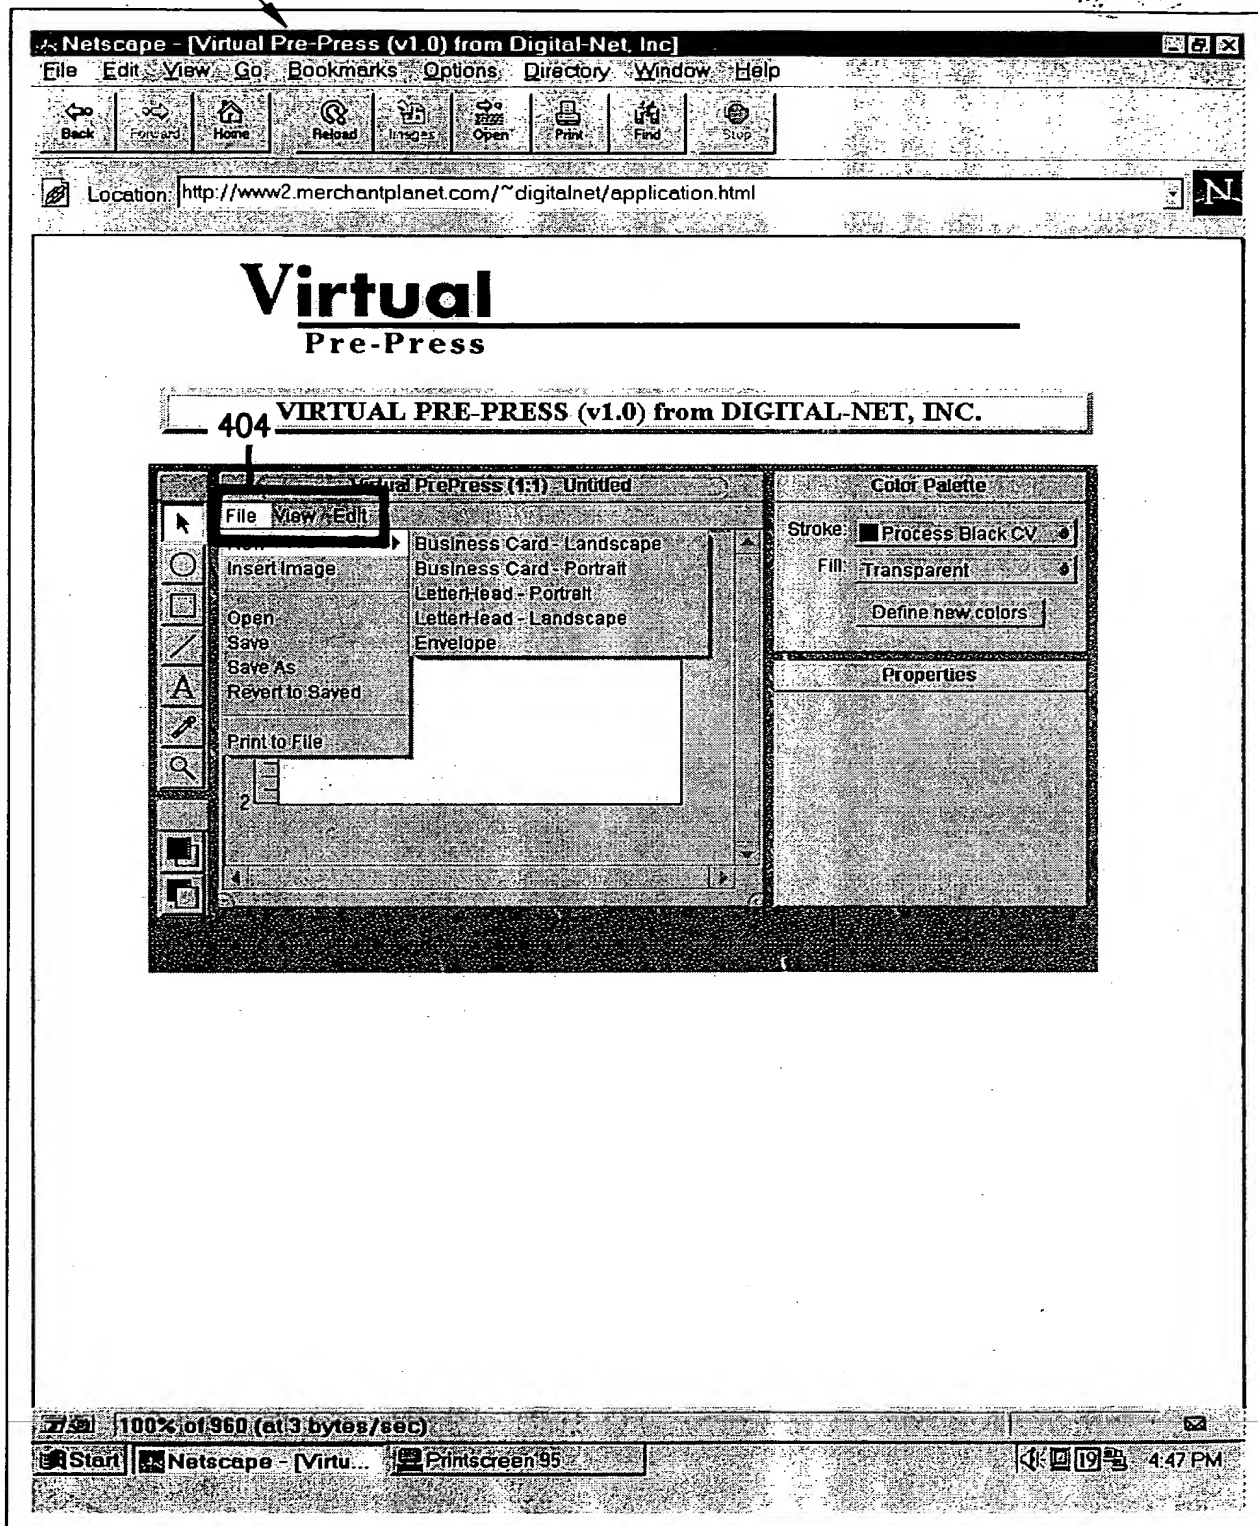 Netscape - [Virtual Pre-Press (v1.0) from Digital-Net, Inc]
File Edit View Go Bookmarks Options Directory Window Help
Back Forward Home Reload Images Open Print Find Stop
Location: http://www2.merchantplanet.com/~digitalnet/application.html
N
Virtual
Pre-Press
VIRTUAL PRE-PRESS (v1.0) from DIGITAL-NET, INC.
404
Virtual PrePress (1:1) - Untitled
File View Edit
New
Insert Image
Open
Save
Save As
Revert to Saved
Print to File
Business Card - Landscape
Business Card - Portrait
LetterHead - Portrait
LetterHead - Landscape
Envelope
A
2
Color Palette
Stroke: Process Black CV
Fill: Transparent
Define new colors
Properties
100% of 960 (at 3 bytes/sec)
Start Netscape - [Virtu... Printscreen 95 19 4:47 PM